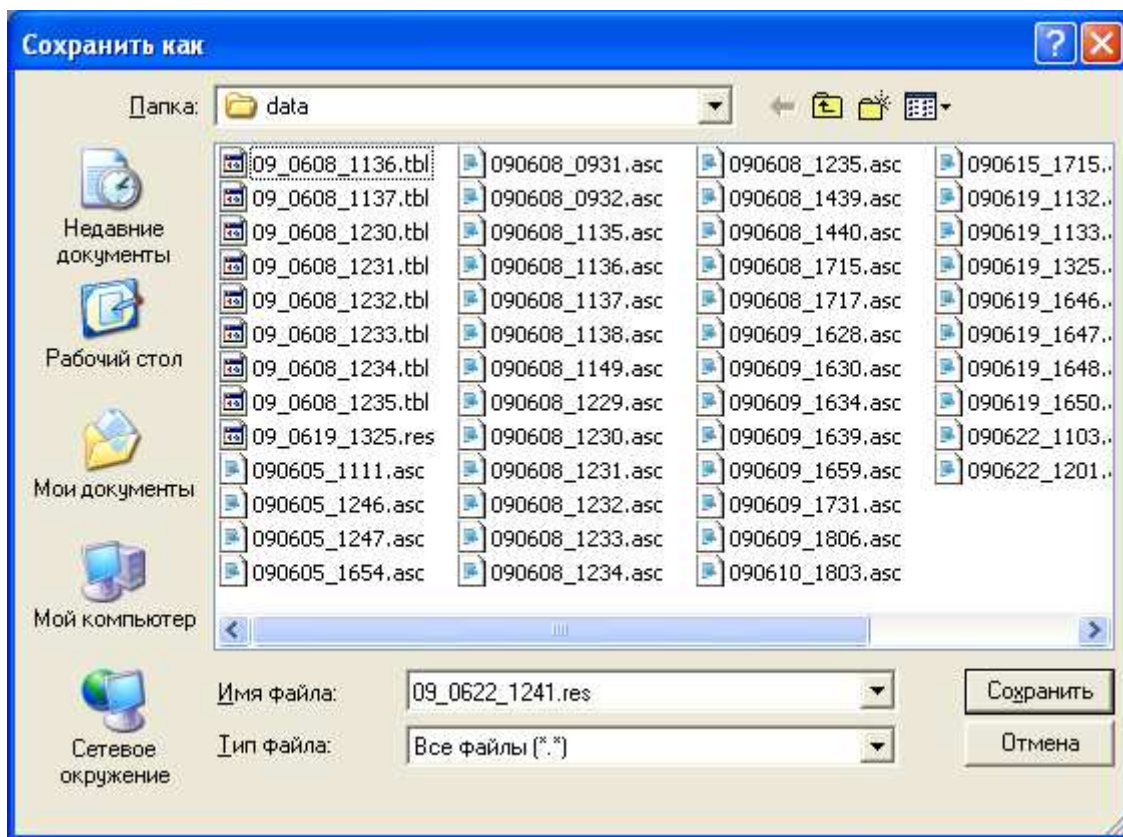 Сохранить как
Папка:
data
Недавние
документы
Рабочий стол
Мои документы
Мой компьютер
Сетевое
окружение
09_0608_1136.tbl
09_0608_1137.tbl
09_0608_1230.tbl
09_0608_1231.tbl
09_0608_1232.tbl
09_0608_1233.tbl
09_0608_1234.tbl
09_0608_1235.tbl
09_0619_1325.res
090605_1111.asc
090605_1246.asc
090605_1247.asc
090605_1654.asc
090608_0931.asc
090608_0932.asc
090608_1135.asc
090608_1136.asc
090608_1137.asc
090608_1138.asc
090608_1149.asc
090608_1229.asc
090608_1230.asc
090608_1231.asc
090608_1232.asc
090608_1233.asc
090608_1234.asc
090608_1235.asc
090608_1439.asc
090608_1440.asc
090608_1715.asc
090608_1717.asc
090609_1628.asc
090609_1630.asc
090609_1634.asc
090609_1639.asc
090609_1659.asc
090609_1731.asc
090609_1806.asc
090610_1803.asc
090615_1715.
090619_1132.
090619_1133.
090619_1325.
090619_1646.
090619_1647.
090619_1648.
090619_1650.
090622_1103.
090622_1201.
Имя файла:
09_0622_1241.res
Сохранить
Тип файла:
Все файлы (*.*)
Отмена